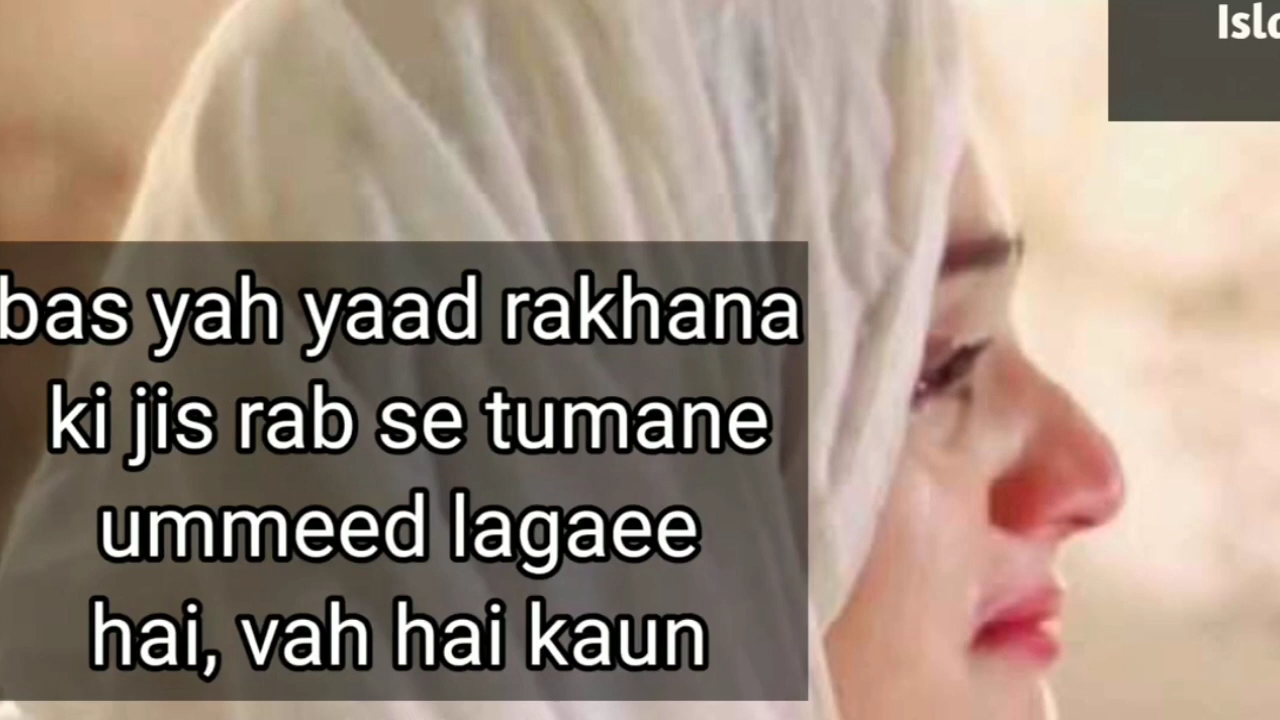 bas yah yaad rakhana
ki jis rab se tumane
ummeed lagaee
hai, vah hai kaun